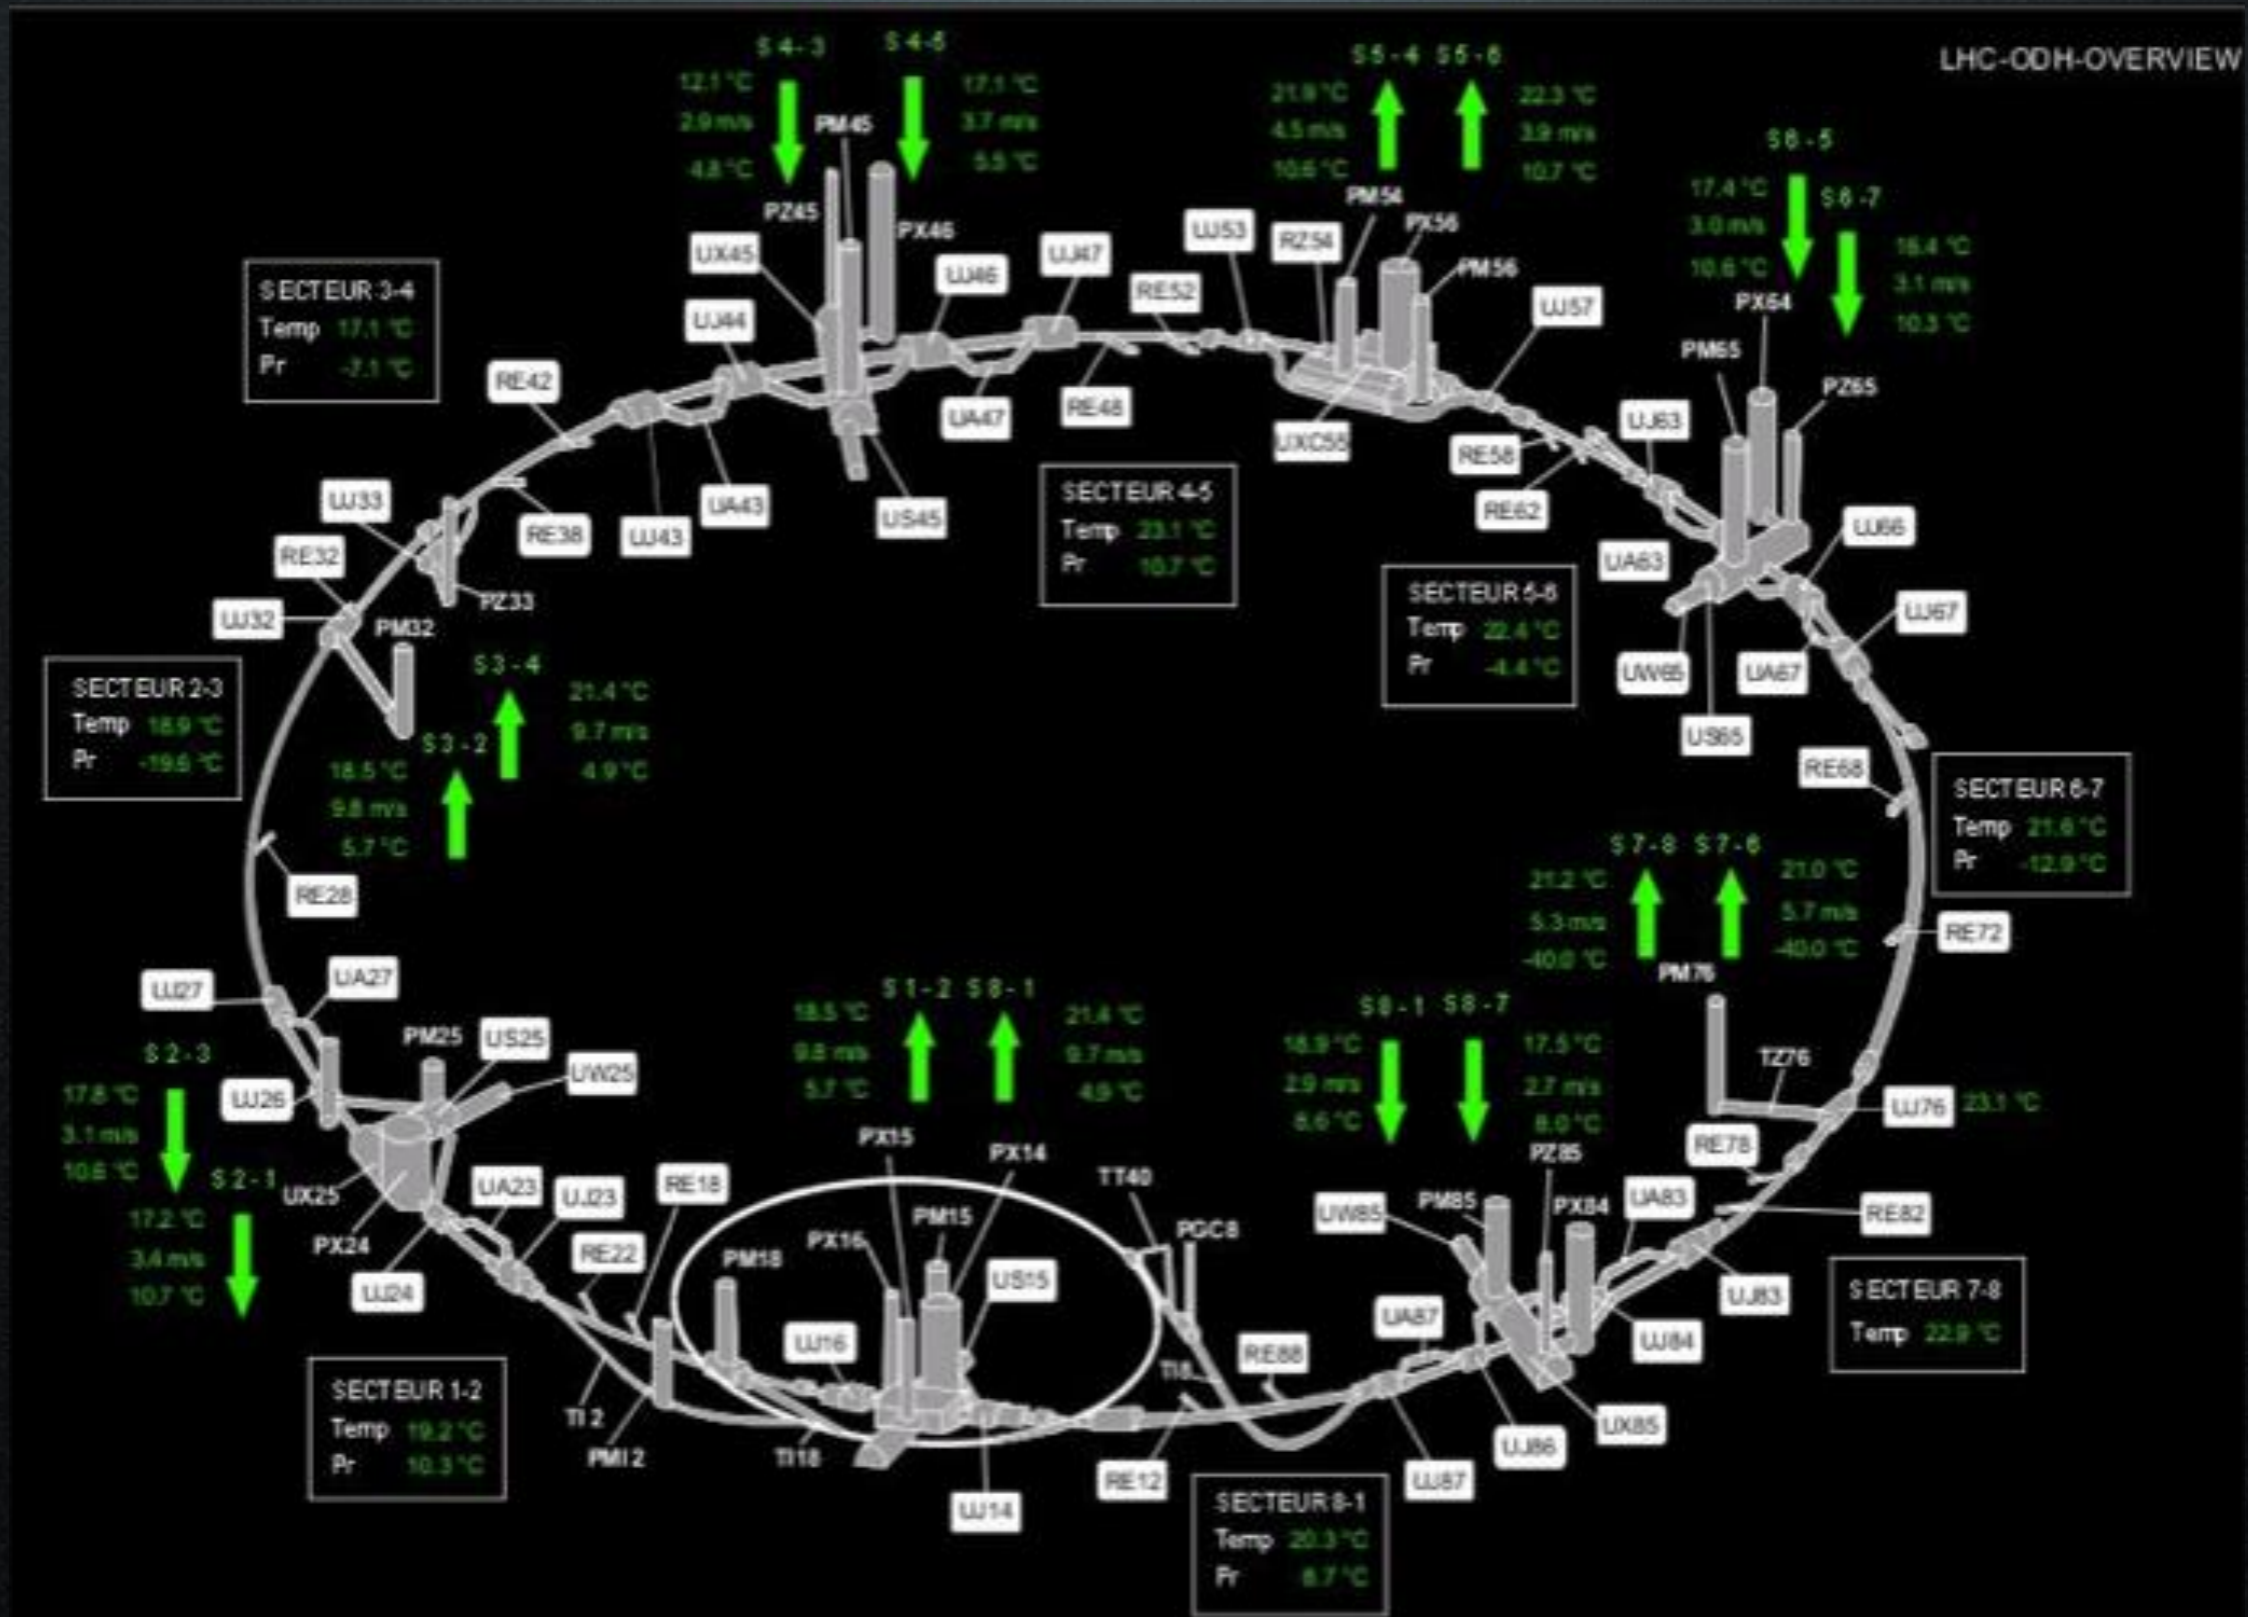 LHC-ODH-OVERVIEW
S 4-3
S 4-5
12.1 °C
2.9 m/s
-4.8 °C
17.1 °C
3.7 m/s
5.5 °C
PM45
PZ45
PX46
S5-4
S5-6
21.9 °C
4.5 m/s
10.6 °C
22.3 °C
3.9 m/s
10.7 °C
PM54
PX56
PM56
S6-5
S6-7
17.4 °C
3.0 m/s
10.6 °C
16.4 °C
3.1 m/s
10.3 °C
PX64
PM65
PZ65
UX45
UJ44
UJ46
UJ47
RE52
UJ53
RZ54
UJ57
SECTEUR 3-4
Temp 17.1 °C
Pr -7.1 °C
RE42
UA47
RE48
UXC55
RE58
RE62
UJ63
UJ33
RE38
UJ43
UA43
US45
SECTEUR 4-5
Temp 23.1 °C
Pr 10.7 °C
UA63
UJ66
RE32
UJ32
PZ33
PM32
SECTEUR 5-6
Temp 22.4 °C
Pr -4.4 °C
UJ67
UW65
UA67
US65
SECTEUR 2-3
Temp 18.9 °C
Pr -19.6 °C
S3-4
21.4 °C
9.7 m/s
4.9 °C
S3-2
18.5 °C
9.8 m/s
5.7 °C
RE68
SECTEUR 6-7
Temp 21.6 °C
Pr -12.9 °C
RE28
S 7-8
S 7-6
21.2 °C
5.3 m/s
-40.0 °C
21.0 °C
5.7 m/s
-40.0 °C
PM76
RE72
UJ27
UA27
S 2-3
17.8 °C
3.1 m/s
10.6 °C
S 2-1
17.2 °C
3.4 m/s
10.7 °C
UJ26
PM25
US25
UW25
S 1-2
S 8-1
18.5 °C
9.8 m/s
5.7 °C
21.4 °C
9.7 m/s
4.9 °C
S8-1
S8-7
18.9 °C
2.9 m/s
17.5 °C
2.7 m/s
8.0 °C
TZ76
UJ76
23.1 °C
RE78
UX25
PX24
UJ24
UA23
UJ23
RE22
RE18
PX15
PX14
PM15
PX16
PM18
US15
UJ16
TT40
PGC8
UW85
PM85
PZ85
PX84
UA83
RE82
UJ83
UJ84
SECTEUR 7-8
Temp 22.9 °C
SECTEUR 1-2
Temp 19.2 °C
Pr 10.3 °C
TI 2
PMI 2
TI18
UJ14
TI8
RE88
UA87
RE12
UJ87
UJ86
UX85
SECTEUR 8-1
Temp 20.3 °C
Pr